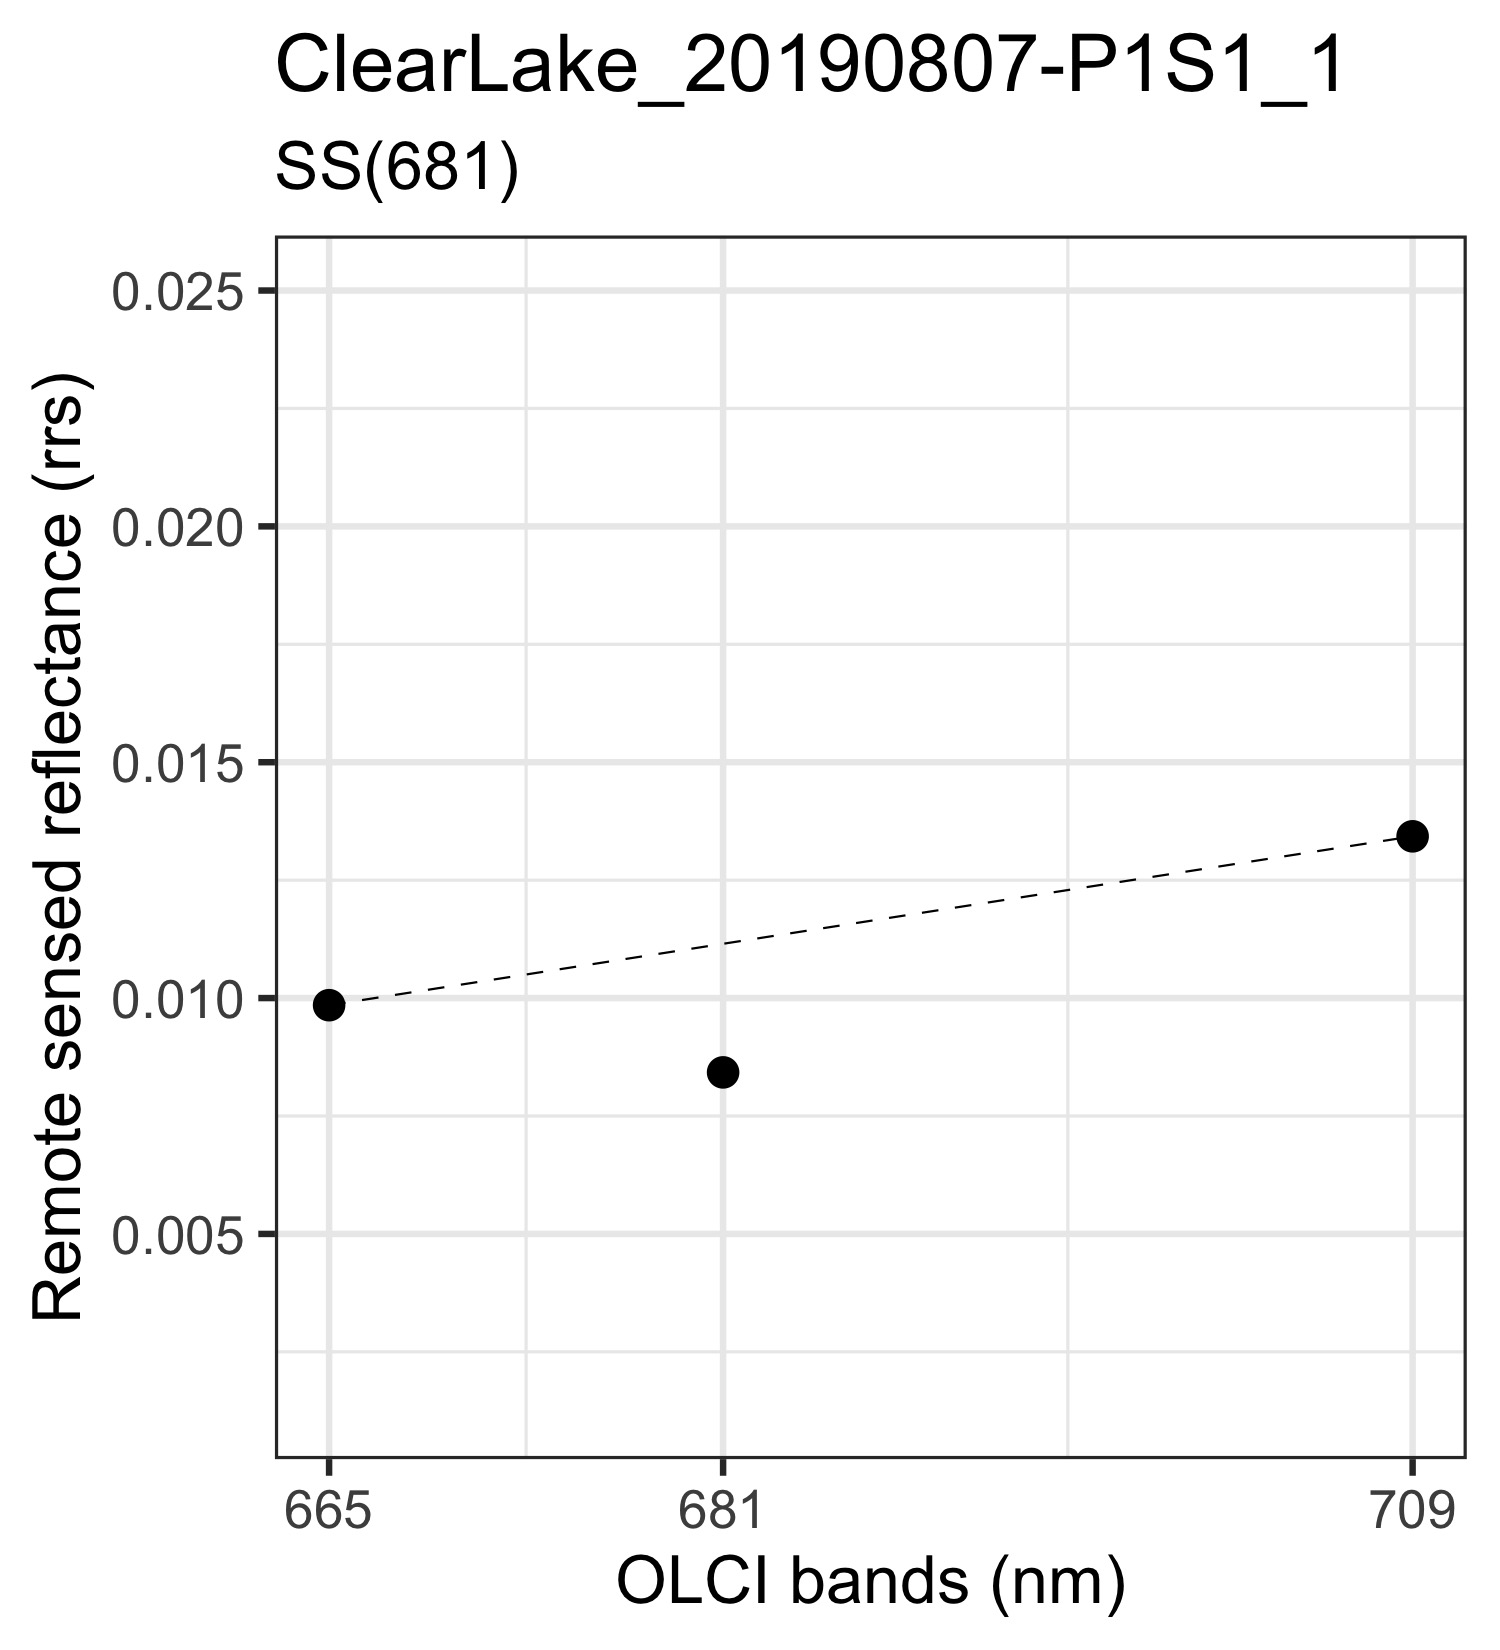 ClearLake_20190807-P1S1_1
SS(681)
Remote sensed reflectance (rrs)
0.025
0.020
0.015
0.010
0.005
665 681 709
OLCI bands (nm)